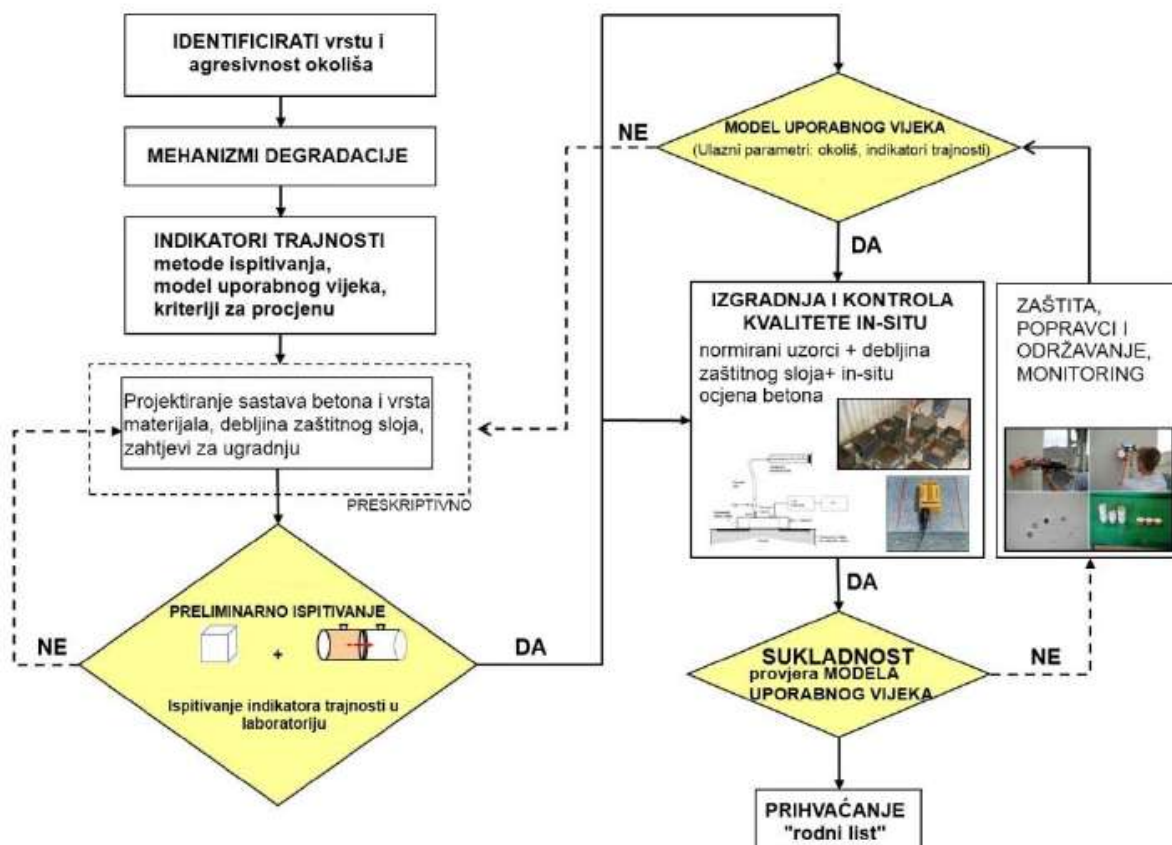 IDENTIFICIRATI vrstu i
agresivnost okoliša
MEHANIZMI DEGRADACIJE
INDIKATORI TRAJNOSTI
metode ispitivanja,
model uporabnog vijeka,
kriteriji za procjenu
Projektiranje sastava betona i vrsta
materijala, debljina zaštitnog sloja,
zahtjevi za ugradnju
PRESKRIPTIVNO
PRELIMINARNO ISPITIVANJE
+
Ispitivanje indikatora trajnosti u
laboratoriju
NE
DA
MODEL UPORABNOG VIJEKA
(Ulazni parametri: okoliš, indikatori trajnosti)
NE
DA
IZGRADNJA I KONTROLA
KVALITETE IN-SITU
normirani uzorci + debljina
zaštitnog sloja+ in-situ
ocjena betona
ZAŠTITA,
POPRAVCI I
ODRŽAVANJE,
MONITORING
DA
SUKLADNOST
provjera MODELA
UPORABNOG VIJEKA
NE
PRIHVAĆANJE
"rodni list"